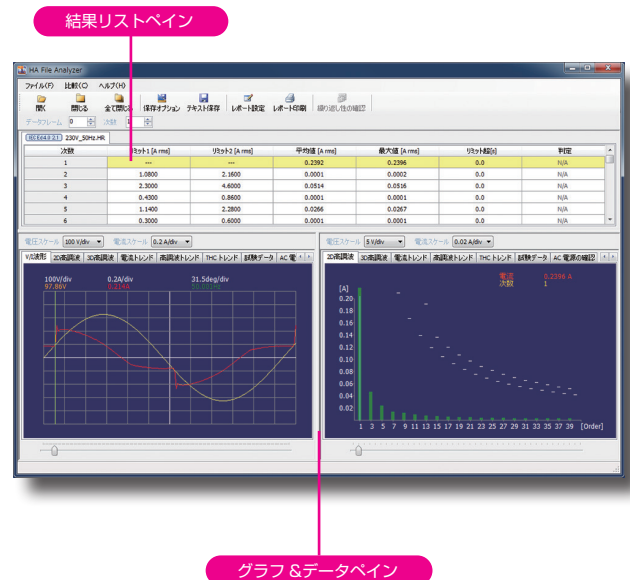 結果リストペイン
HA File Analyzer
ファイル(F) 比較(C) ヘルプ(H)
開く 閉じる 全て閉じる 保存オプション テキスト保存 レポート設定 レポート印刷 繰り返し性の確認
データフレーム 0 次数 1
IEC Ed4.0 2.1 230V_50Hz.HR
次数 リミット1 [A rms] リミット2 [A rms] 平均値 [A rms] 最大値 [A rms] リミット超[s] 判定
1 --- --- 0.2392 0.2396 0.0 N/A
2 1.0800 2.1600 0.0001 0.0002 0.0 N/A
3 2.3000 4.6000 0.0514 0.0516 0.0 N/A
4 0.4300 0.8600 0.0001 0.0001 0.0 N/A
5 1.1400 2.2800 0.0266 0.0267 0.0 N/A
6 0.3000 0.6000 0.0001 0.0001 0.0 N/A
電圧スケール 100 V/div 電流スケール 0.2 A/div
電圧スケール 5 V/div 電流スケール 0.02 A/div
V/I波形 2D高調波 3D高調波 電流トレンド 高調波トレンド THC トレンド 試験データ AC 電
2D高調波 3D高調波 電流トレンド 高調波トレンド THC トレンド 試験データ AC 電源の確認
100V/div 0.2A/div 31.5deg/div
97.86V 0.214A 50.00Hz
電流 0.2396 A
次数 1
[A]
0.20
0.18
0.16
0.14
0.12
0.10
0.08
0.06
0.04
0.02
1 3 5 7 9 11 13 15 17 19 21 23 25 27 29 31 33 35 37 39 [Order]
グラフ&データペイン